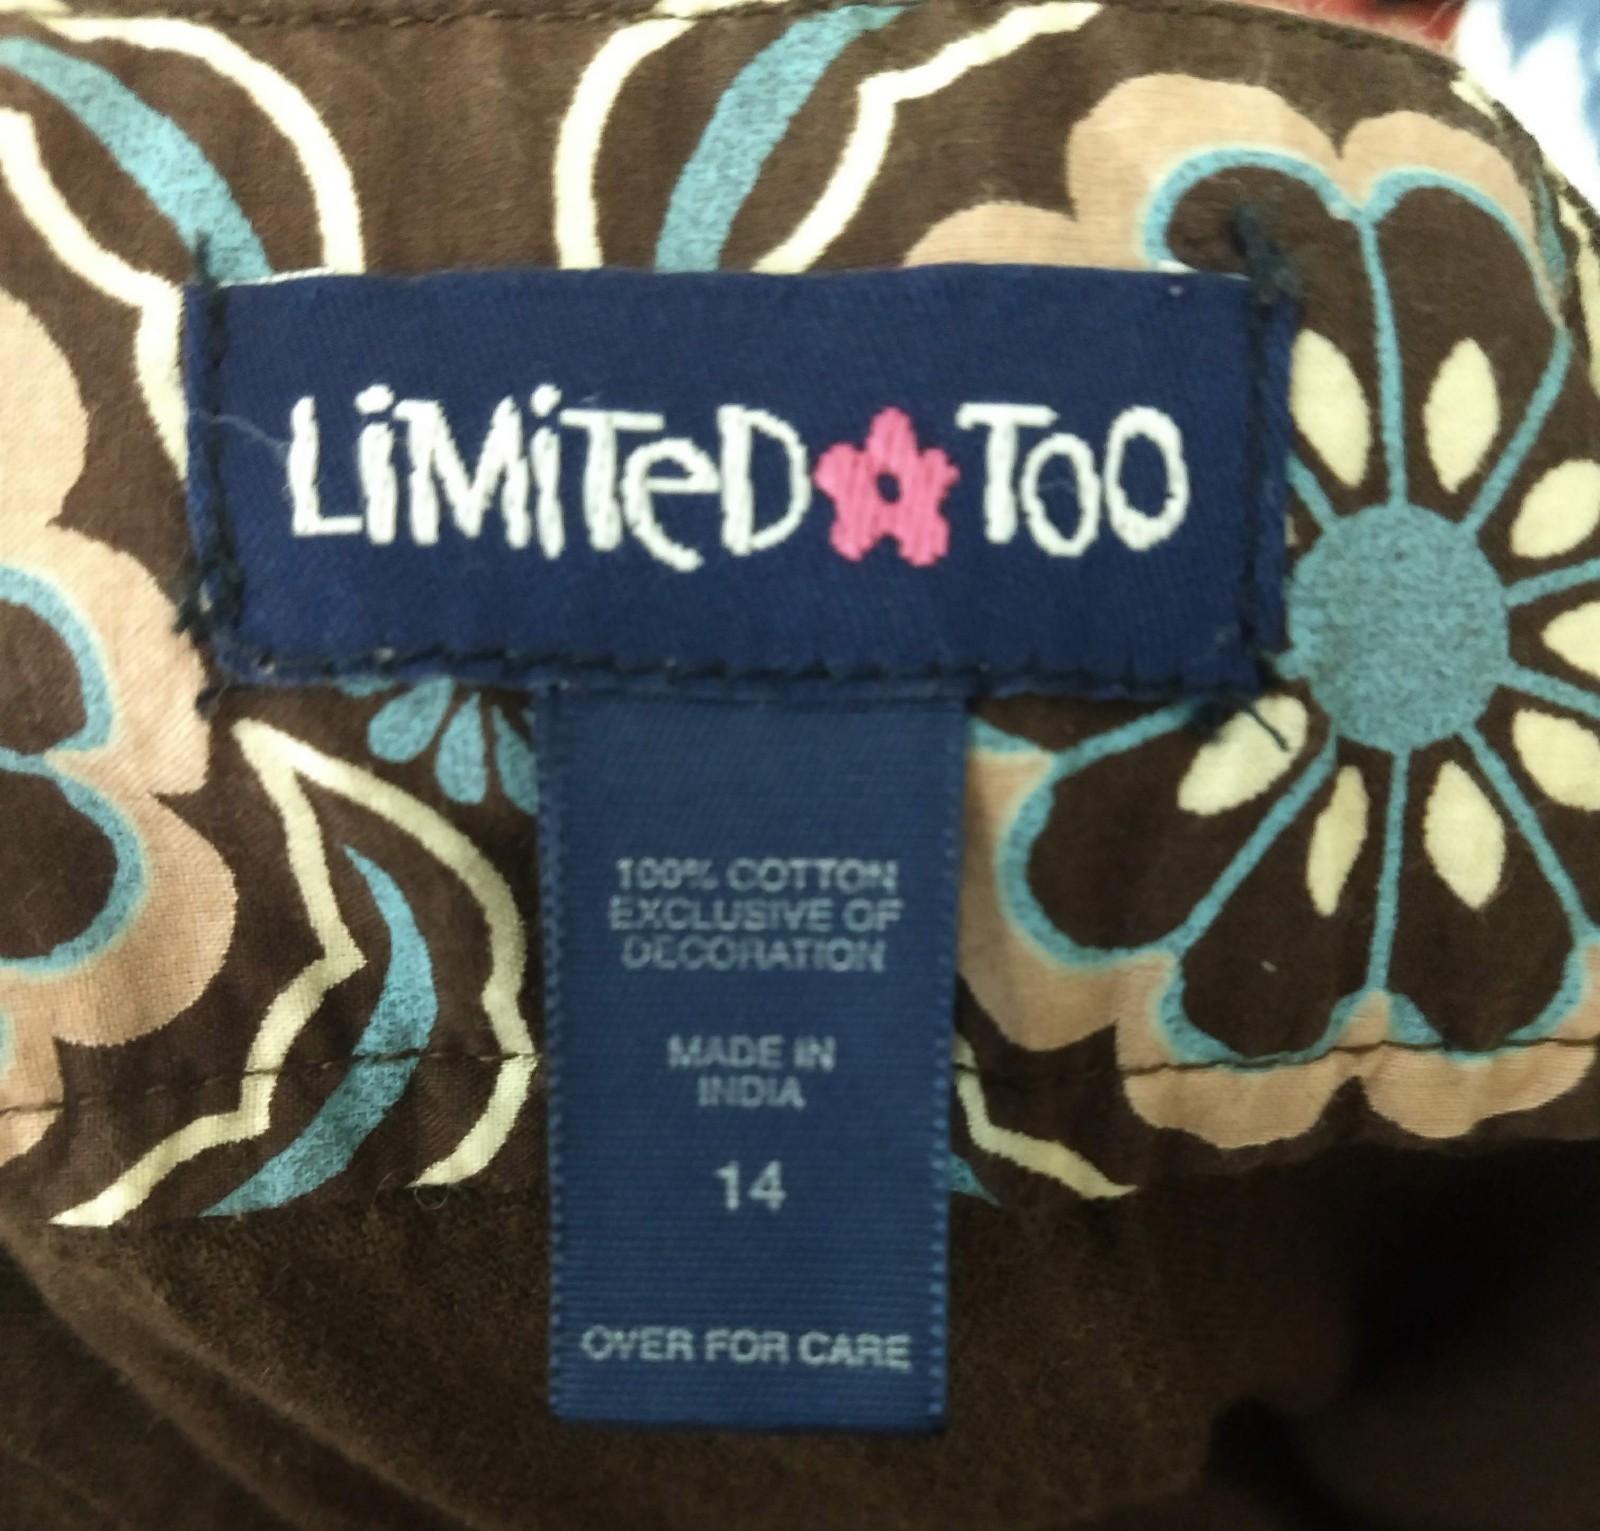 LiMiTeD TOO
100% COTTON
EXCLUSIVE OF
DECORATION
MADE IN
INDIA
14
OVER FOR CARE